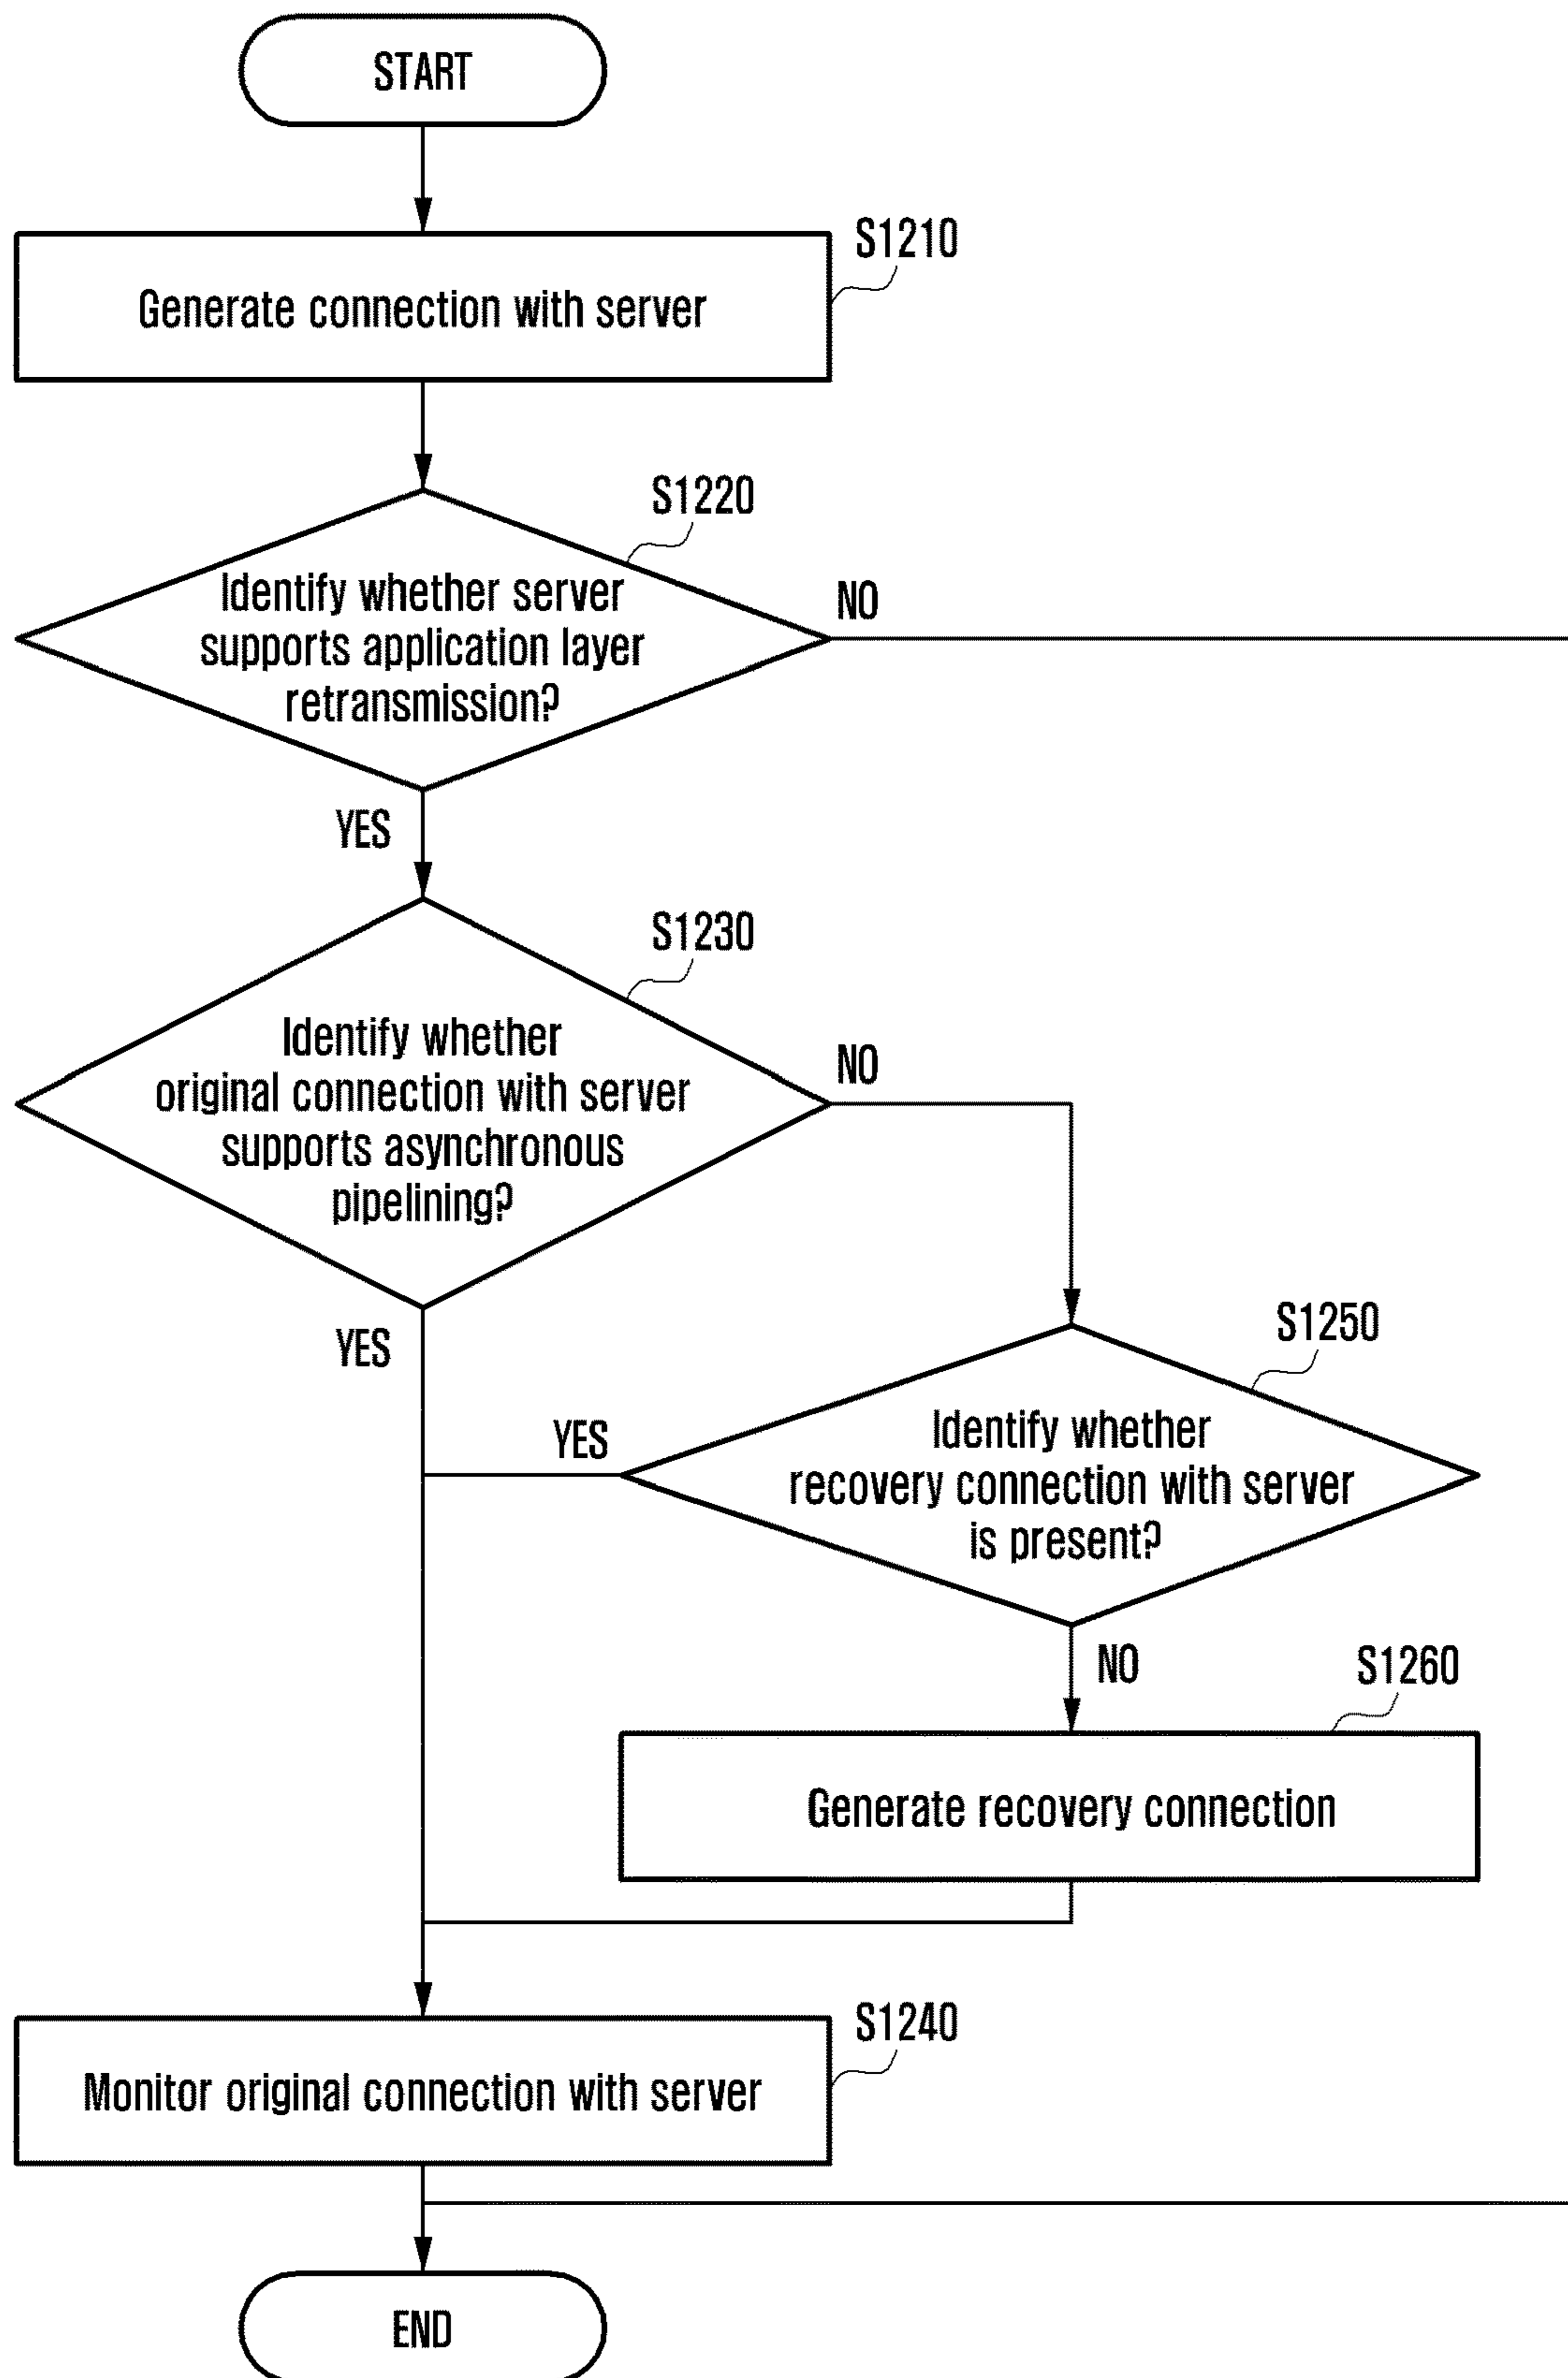 START
S1210
Generate connection with server
S1220
Identify whether server
supports application layer
retransmission?
NO
YES
S1230
Identify whether
original connection with server
supports asynchronous
pipelining?
NO
YES
S1250
Identify whether
recovery connection with server
is present?
YES
NO
S1260
Generate recovery connection
S1240
Monitor original connection with server
END